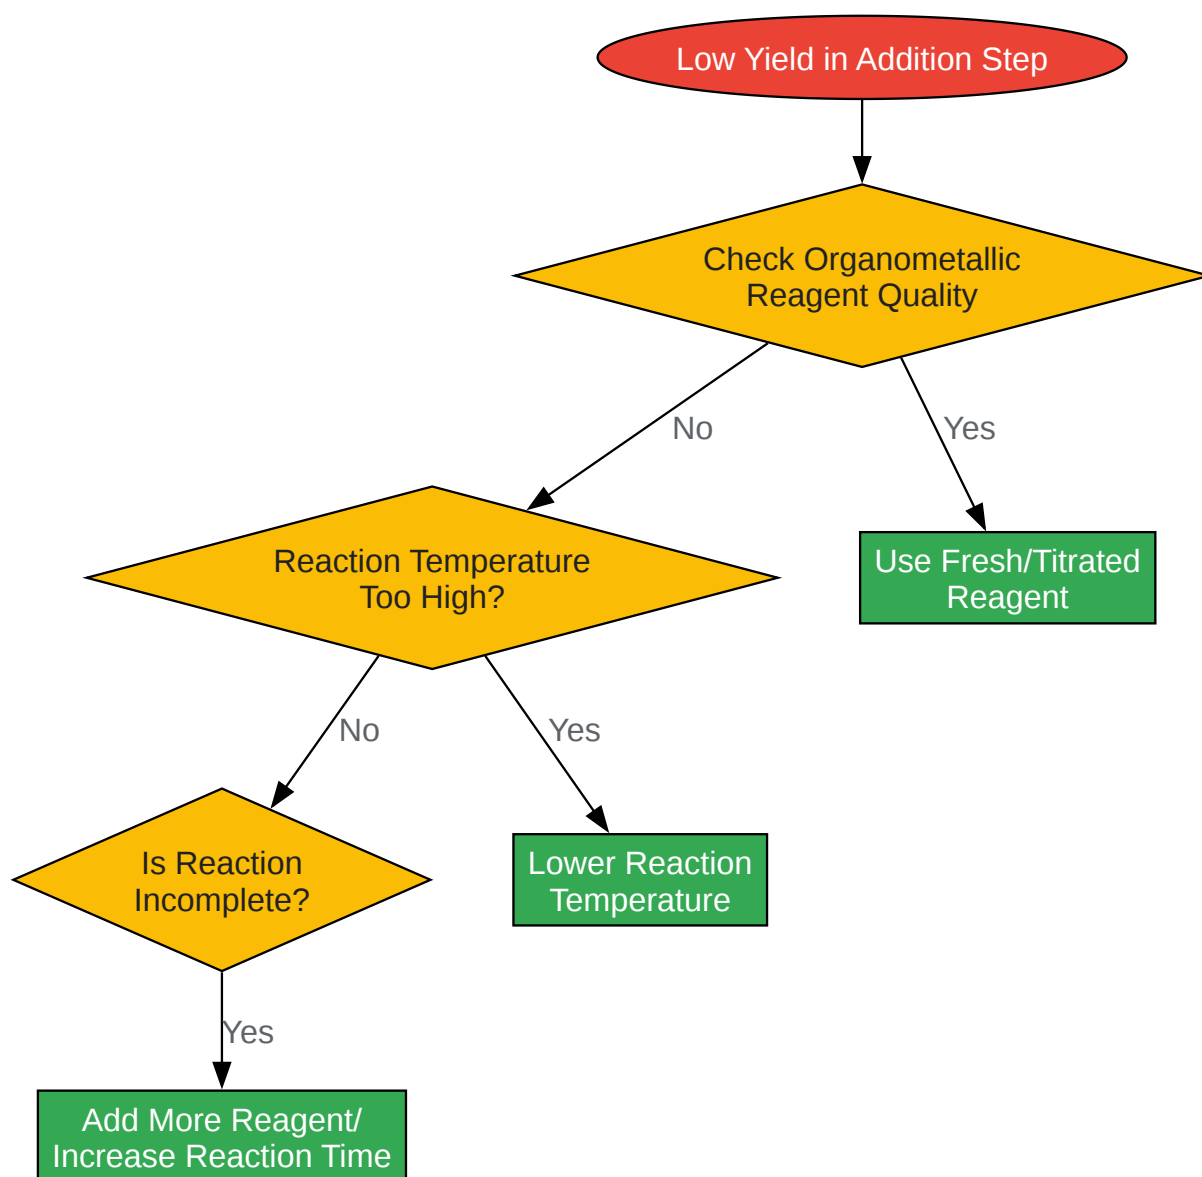 Low Yield in Addition Step
Check Organometallic
Reagent Quality
No
Yes
Reaction Temperature
Too High?
Use Fresh/Titrated
Reagent
No
Yes
Is Reaction
Incomplete?
Lower Reaction
Temperature
Yes
Add More Reagent/
Increase Reaction Time